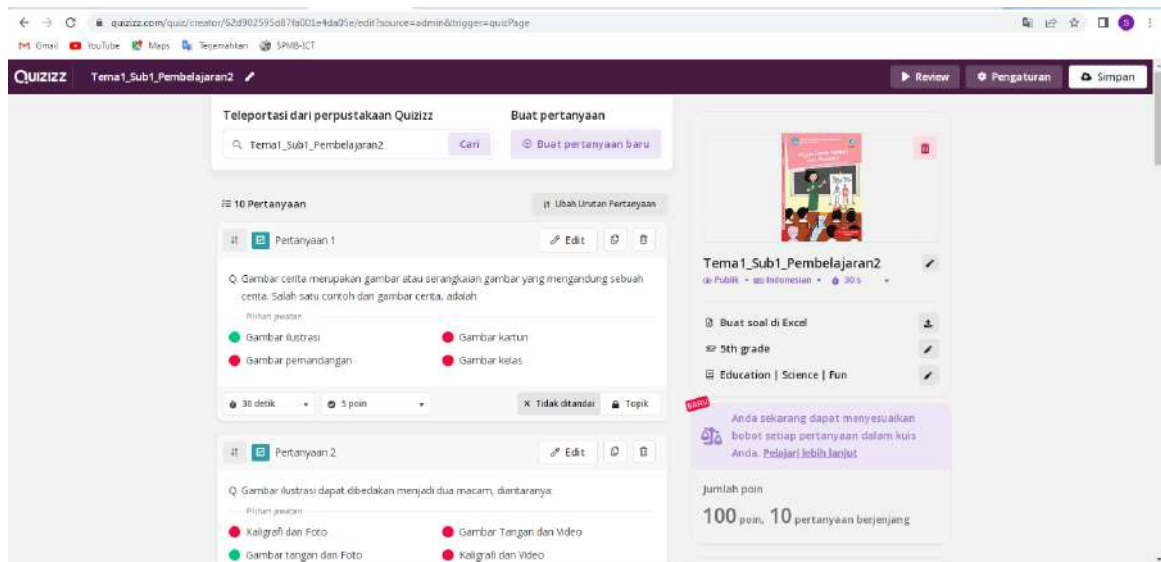 quizizz.com/quiz/creator/62d902595d87fa001e4da05e/edit?source=admin&trigger=quizPage
S
Gmail YouTube Maps Terjemahkan SPMB-ICT
QUIZIZZ Tema1_Sub1_Pembelajaran2 Review Pengaturan Simpan
Teleportasi dari perpustakaan Quizizz
Tema1_Sub1_Pembelajaran2 Cari
Buat pertanyaan
Buat pertanyaan baru
10 Pertanyaan Ubah Urutan Pertanyaan
Pertanyaan 1 Edit
Q. Gambar cerita merupakan gambar atau serangkaian gambar yang mengandung sebuah
cerita. Salah satu contoh dari gambar cerita, adalah
Pilihan jawaban
Gambar ilustrasi Gambar kartun
Gambar pemandangan Gambar kelas
30 detik 5 poin Tidak ditandai Topik
Pertanyaan 2 Edit
Q. Gambar ilustrasi dapat dibedakan menjadi dua macam, diantaranya:
Pilihan jawaban
Kaligrafi dan Foto Gambar Tangan dan Video
Gambar tangan dan Foto Kaligrafi dan Video
Tema1_Sub1_Pembelajaran2
Publik • Indonesian • 30 s
Buat soal di Excel
5th grade
Education | Science | Fun
BARU
Anda sekarang dapat menyesuaikan
bobot setiap pertanyaan dalam kuis
Anda. Pelajari lebih lanjut
Jumlah poin
100 poin, 10 pertanyaan berjenjang